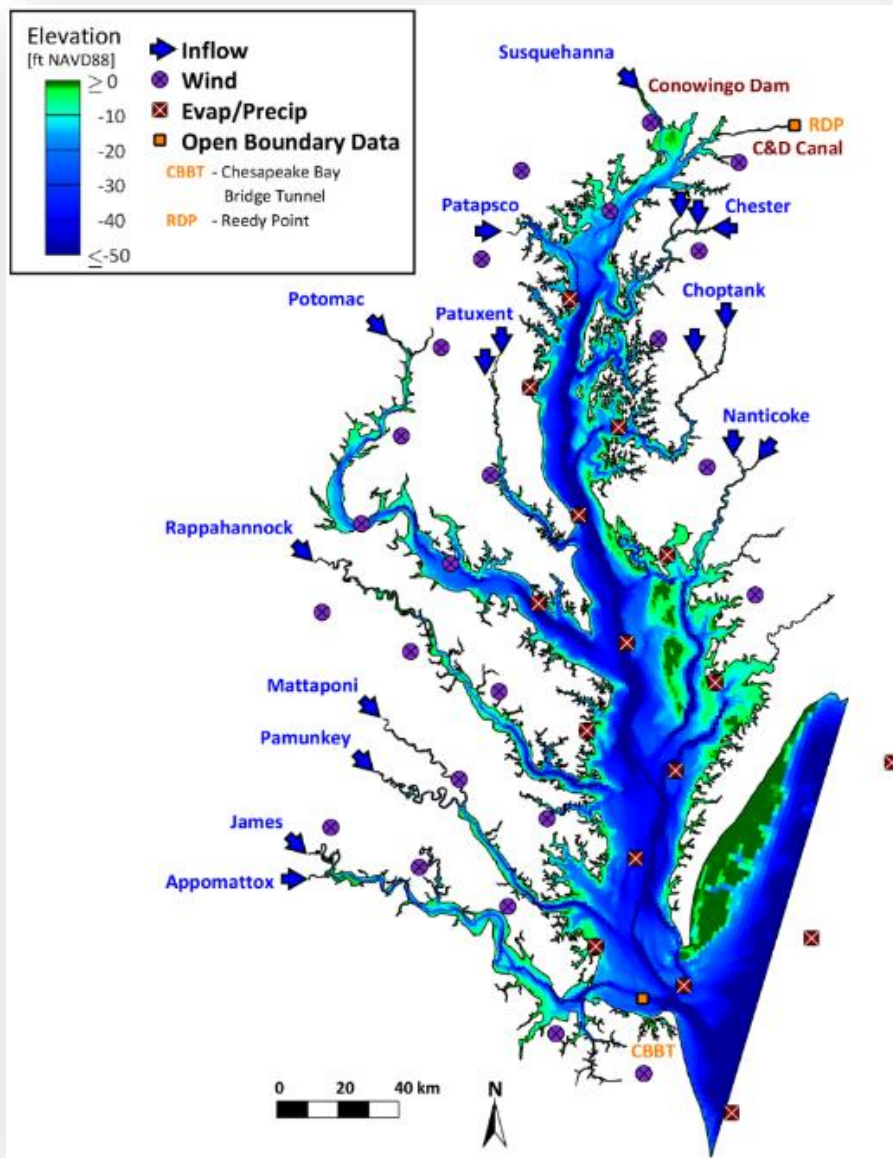 Elevation
[ft NAVD88]
≥ 0
-10
-20
-30
-40
≤-50
Inflow
Wind
Evap/Precip
Open Boundary Data
CBBT - Chesapeake Bay
Bridge Tunnel
RDP - Reedy Point
Susquehanna
Conowingo Dam
RDP
C&D Canal
Patapsco
Chester
Potomac
Patuxent
Choptank
Nanticoke
Rappahannock
Mattaponi
Pamunkey
James
Appomattox
CBBT
0 20 40 km
N